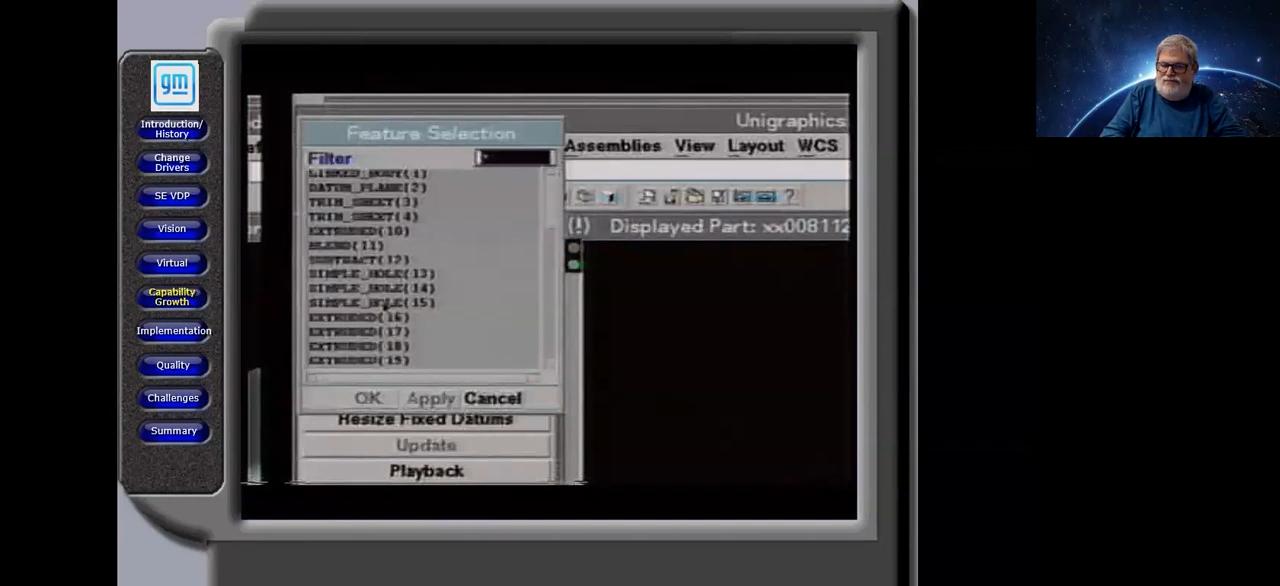 gm
Introduction/
History
Change
Drivers
SE VDP
Vision
Virtual
Capability
Growth
Implementation
Quality
Challenges
Summary
Feature Selection
Filter
LINKED_BODY(1)
DATUM_PLANE(2)
TRIM_SHEET(3)
TRIM_SHEET(4)
EXTRUDED(10)
BLEND(11)
SUBTRACT(12)
SIMPLE_HOLE(13)
SIMPLE_HOLE(14)
SIMPLE_HOLE(15)
EXTRUDED(16)
EXTRUDED(17)
EXTRUDED(18)
EXTRUDED(19)
OK Apply Cancel
Resize Fixed Datums
Update
Playback
Unigraphics
Assemblies View Layout WCS
(!) Displayed Part: xx008112